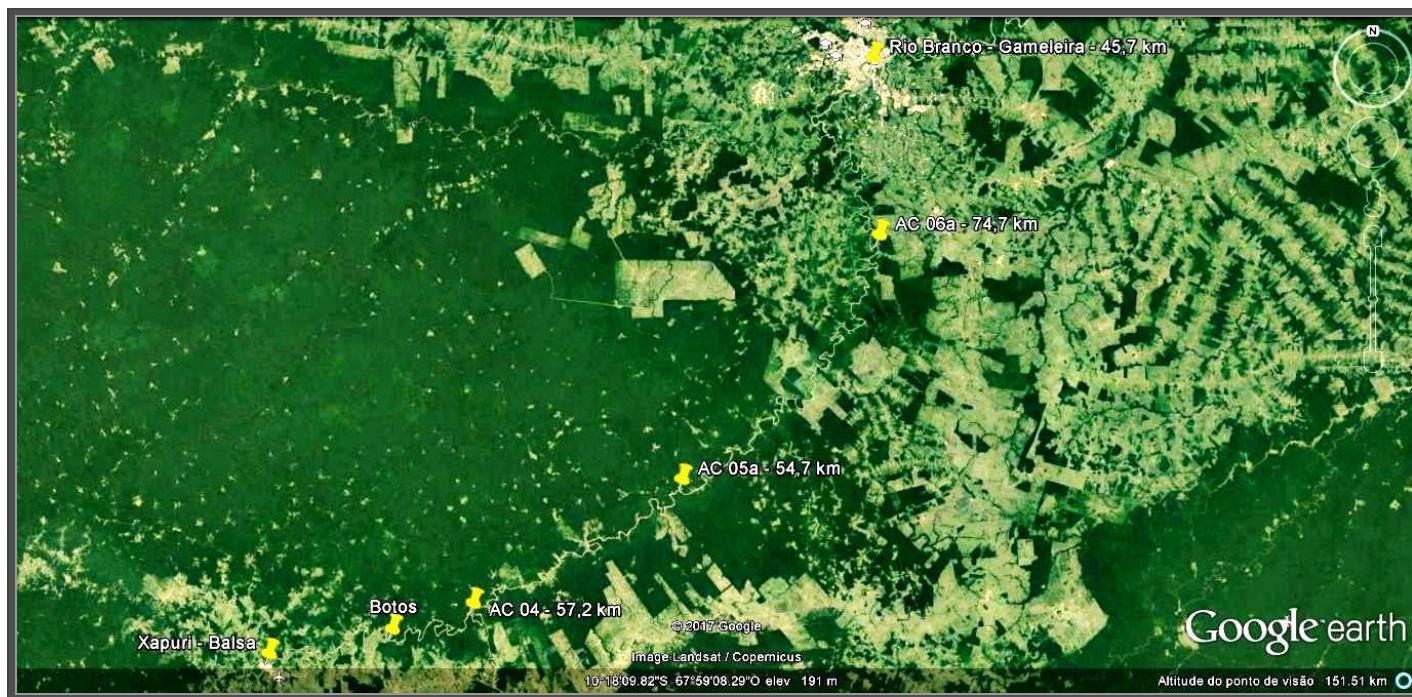 N
Rio Branco - Gameleira - 45,7 km
AC 06a - 74,7 km
AC 05a - 54,7 km
AC 04 - 57,2 km
Botos
Xapuri - Balsa
© 2017 Google
Image Landsat / Copernicus
Google earth
10°18'09.82"S 67°59'08.29"O elev 191 m
Altitude do ponto de visão 151.51 km